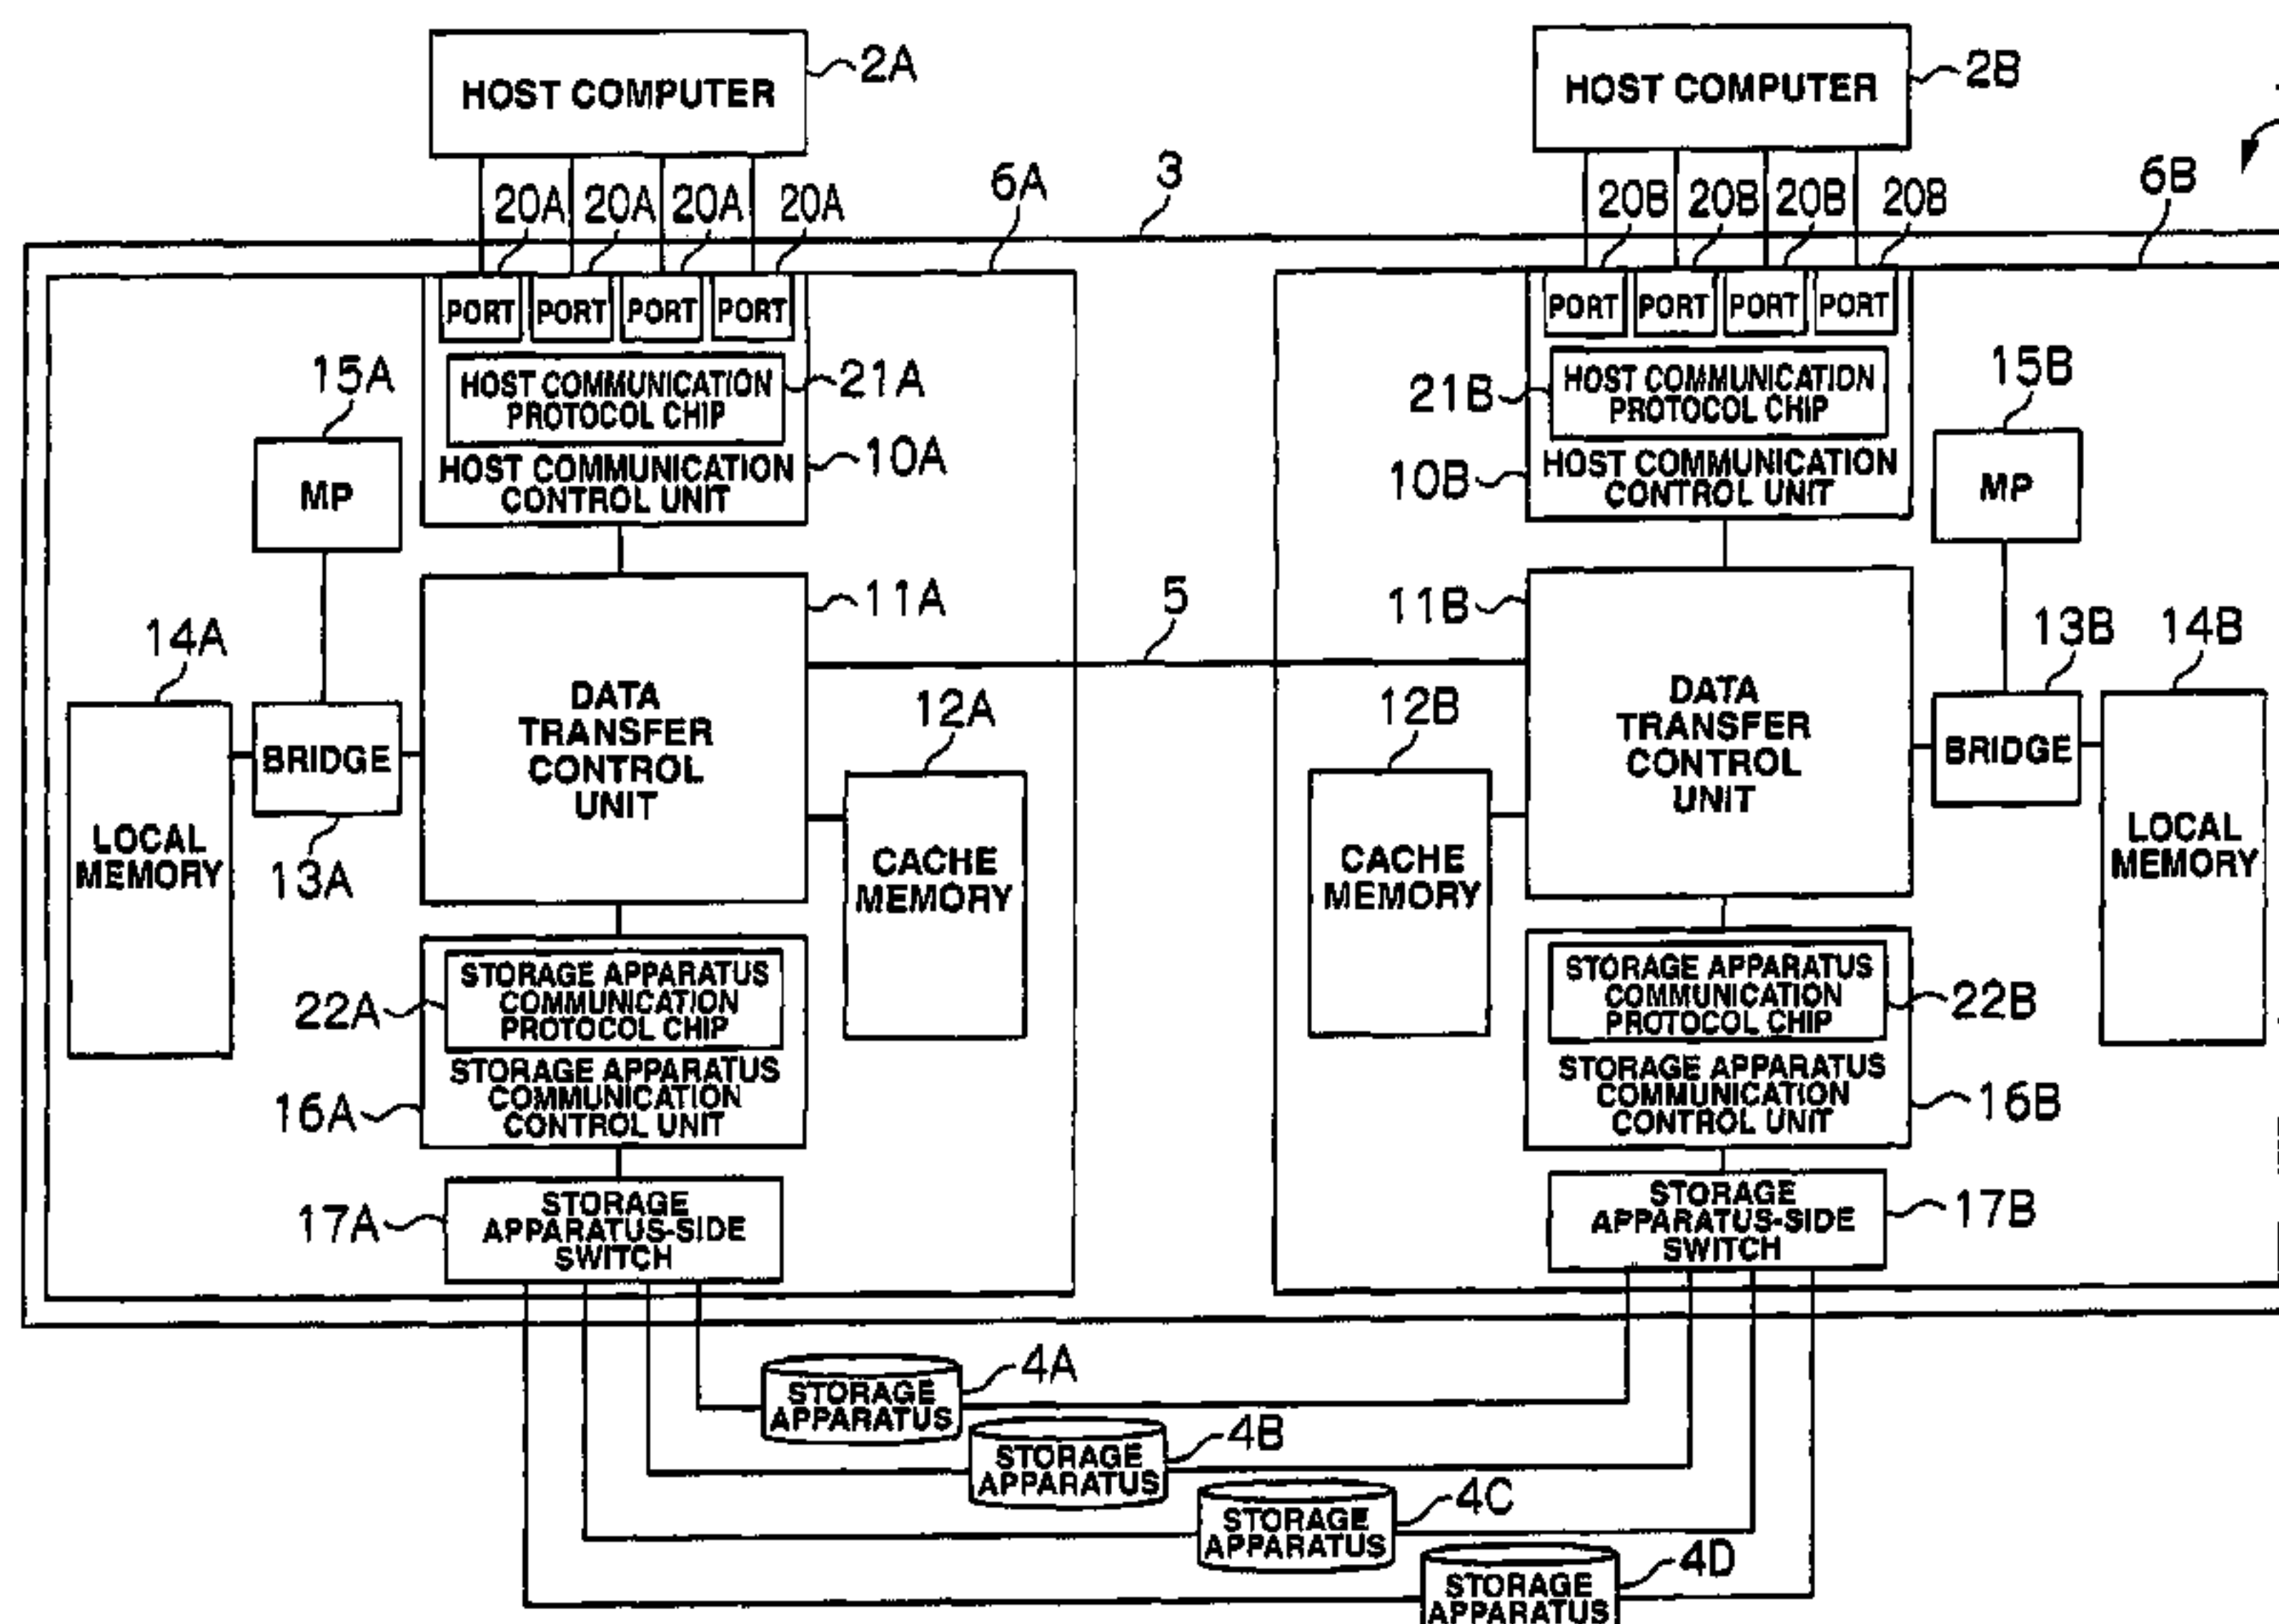 HOST COMPUTER
2A
HOST COMPUTER
2B
20A
20A
20A
20A
6A
3
20B
20B
20B
20B
6B
PORT
PORT
PORT
PORT
PORT
PORT
PORT
PORT
15A
HOST COMMUNICATION
PROTOCOL CHIP
21A
21B
HOST COMMUNICATION
PROTOCOL CHIP
15B
MP
HOST COMMUNICATION
CONTROL UNIT
10A
10B
HOST COMMUNICATION
CONTROL UNIT
MP
14A
11A
5
11B
13B
14B
LOCAL
MEMORY
BRIDGE
13A
DATA
TRANSFER
CONTROL
UNIT
12A
CACHE
MEMORY
12B
CACHE
MEMORY
DATA
TRANSFER
CONTROL
UNIT
BRIDGE
LOCAL
MEMORY
22A
STORAGE APPARATUS
COMMUNICATION
PROTOCOL CHIP
STORAGE APPARATUS
COMMUNICATION
PROTOCOL CHIP
22B
16A
STORAGE APPARATUS
COMMUNICATION
CONTROL UNIT
STORAGE APPARATUS
COMMUNICATION
CONTROL UNIT
16B
17A
STORAGE
APPARATUS-SIDE
SWITCH
STORAGE
APPARATUS-SIDE
SWITCH
17B
STORAGE
APPARATUS
4A
STORAGE
APPARATUS
4B
STORAGE
APPARATUS
4C
STORAGE
APPARATUS
4D